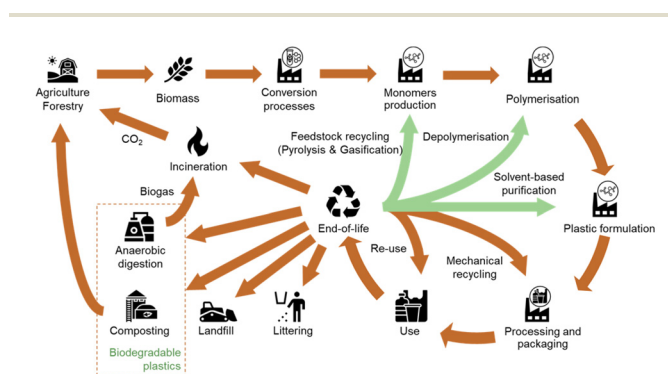 Agriculture
Forestry
Biomass
Conversion
processes
Monomers
production
Polymerisation
CO₂
Incineration
Feedstock recycling
(Pyrolysis & Gasification)
Depolymerisation
Solvent-based
purification
Biogas
Anaerobic
digestion
End-of-life
Plastic formulation
Re-use
Mechanical
recycling
Composting
Landfill
Littering
Use
Processing and
packaging
Biodegradable
plastics